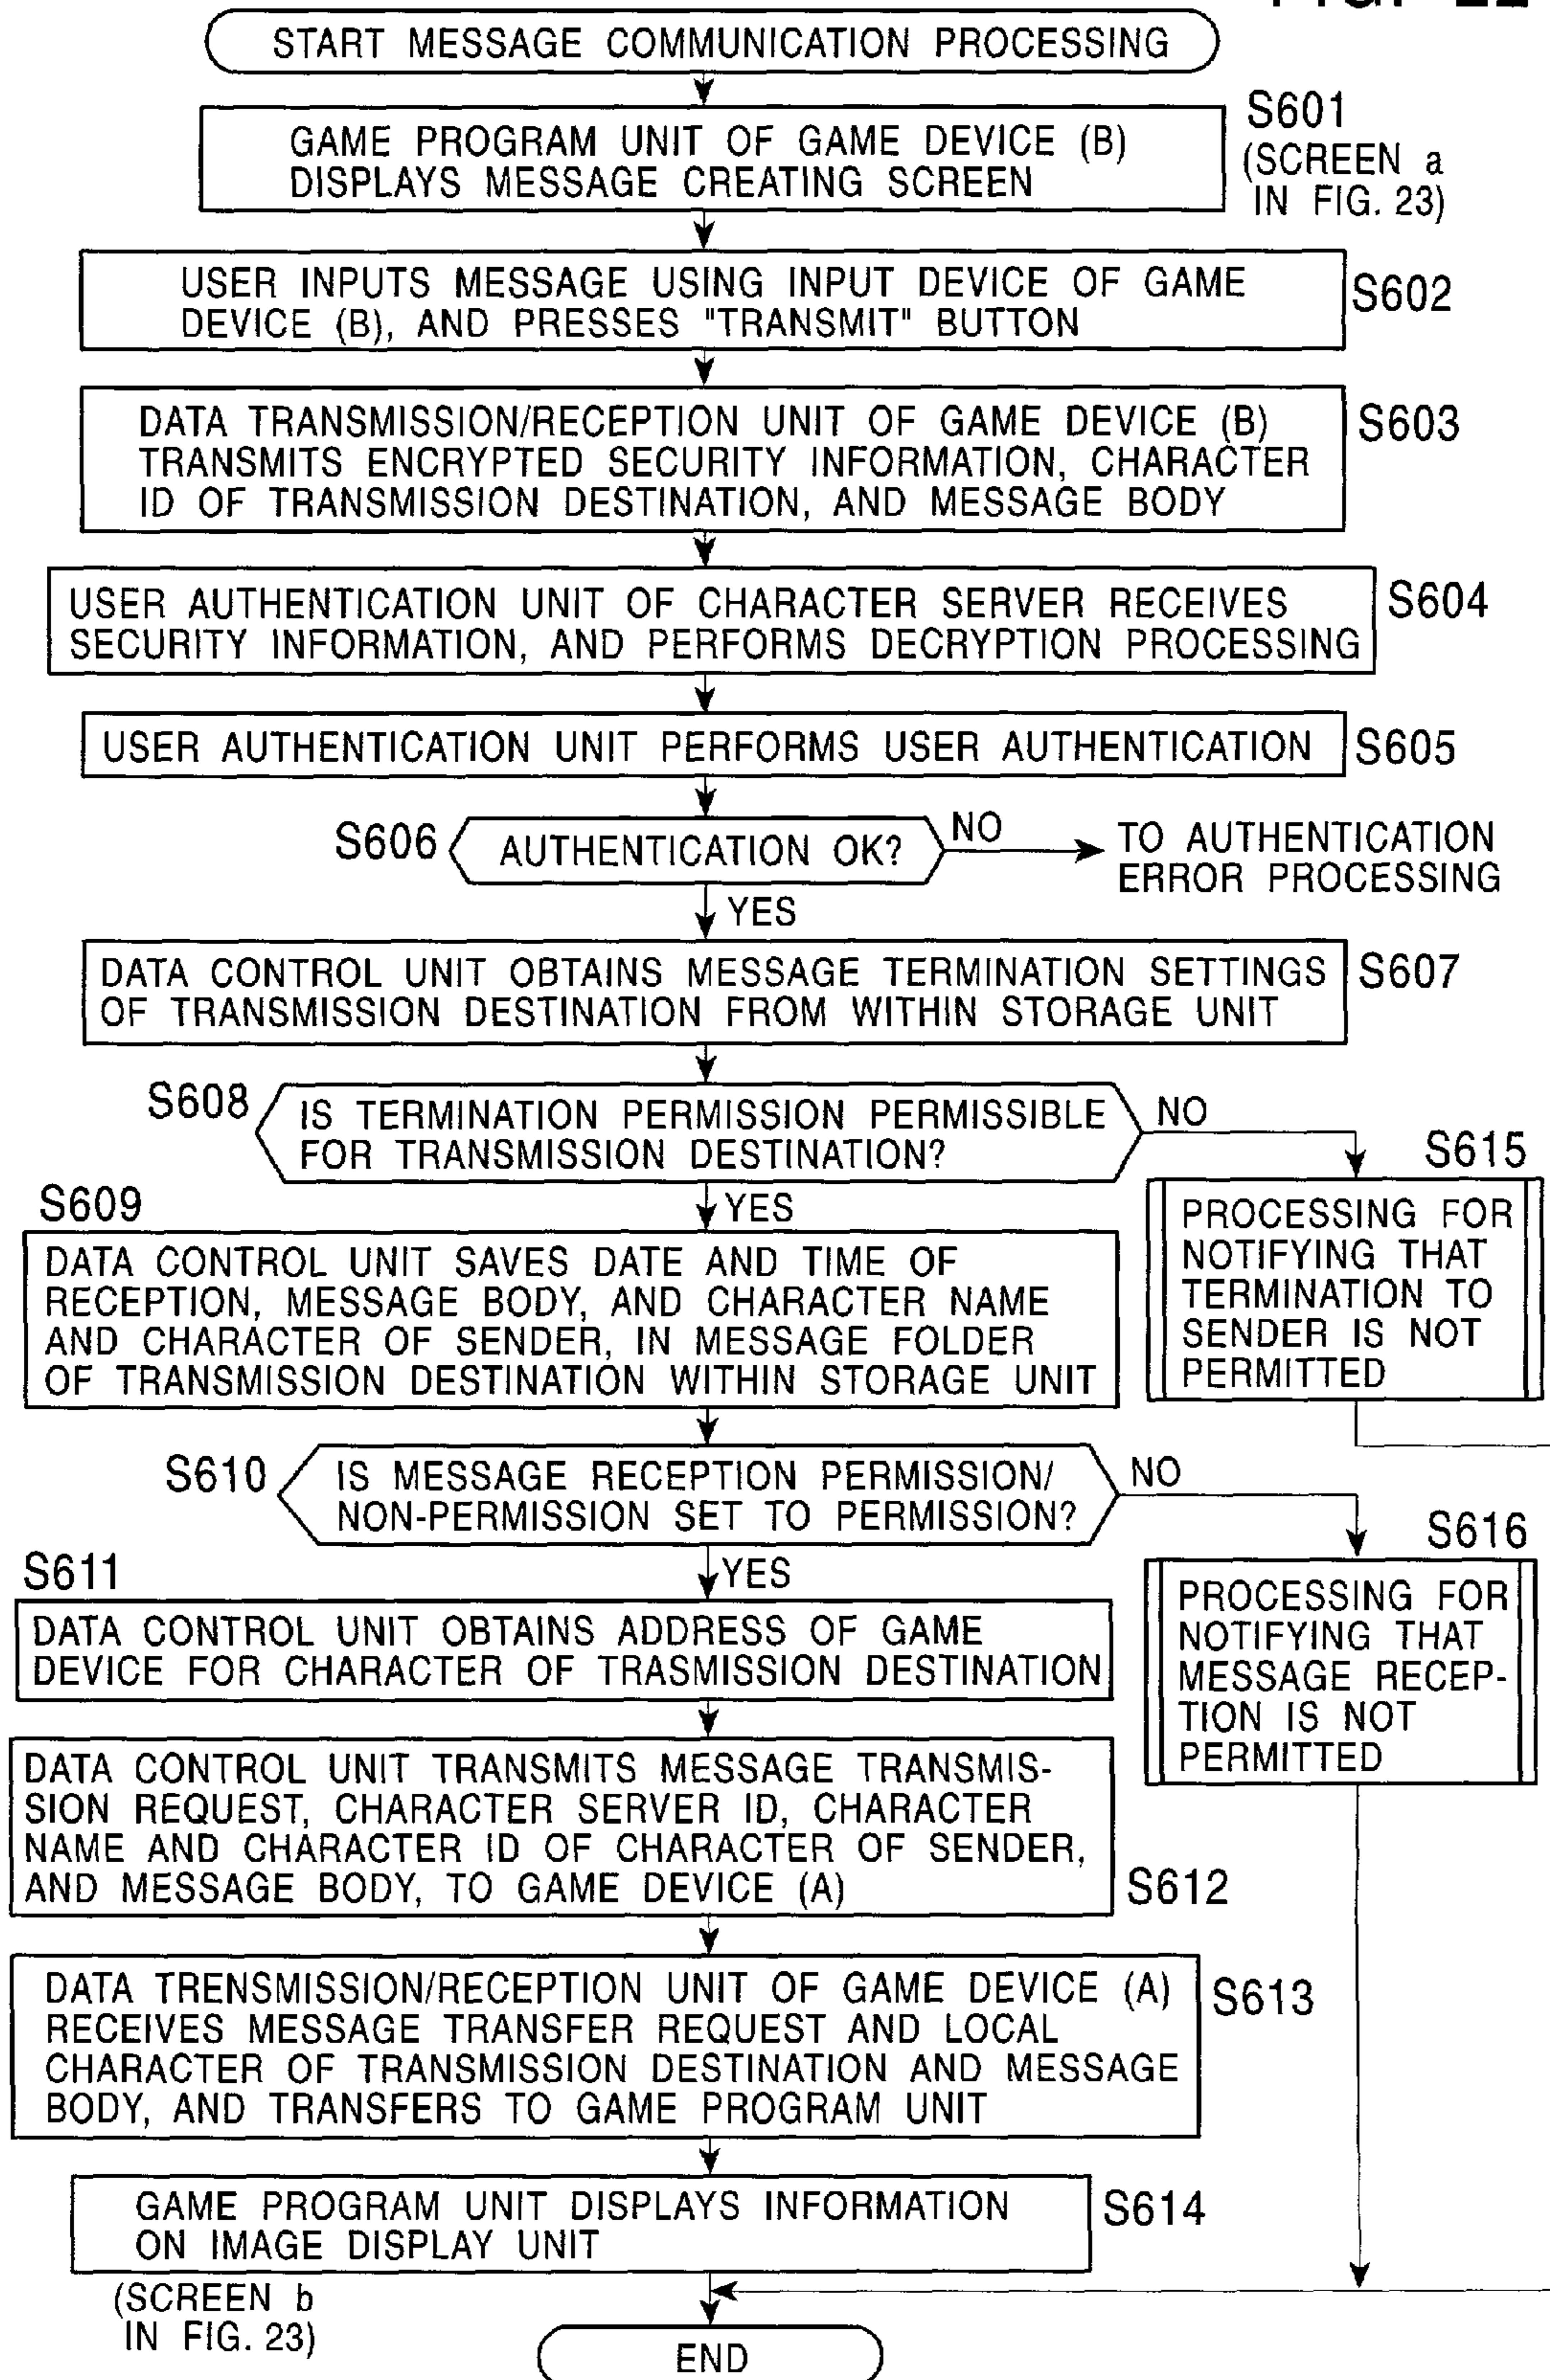 START MESSAGE COMMUNICATION PROCESSING
S601
(SCREEN a
IN FIG. 23)
GAME PROGRAM UNIT OF GAME DEVICE (B)
DISPLAYS MESSAGE CREATING SCREEN
USER INPUTS MESSAGE USING INPUT DEVICE OF GAME
DEVICE (B), AND PRESSES "TRANSMIT" BUTTON
S602
DATA TRANSMISSION/RECEPTION UNIT OF GAME DEVICE (B)
TRANSMITS ENCRYPTED SECURITY INFORMATION, CHARACTER
ID OF TRANSMISSION DESTINATION, AND MESSAGE BODY
S603
USER AUTHENTICATION UNIT OF CHARACTER SERVER RECEIVES
SECURITY INFORMATION, AND PERFORMS DECRYPTION PROCESSING
S604
USER AUTHENTICATION UNIT PERFORMS USER AUTHENTICATION
S605
S606
AUTHENTICATION OK?
NO
TO AUTHENTICATION
ERROR PROCESSING
YES
DATA CONTROL UNIT OBTAINS MESSAGE TERMINATION SETTINGS
OF TRANSMISSION DESTINATION FROM WITHIN STORAGE UNIT
S607
S608
IS TERMINATION PERMISSION PERMISSIBLE
FOR TRANSMISSION DESTINATION?
NO
YES
S615
PROCESSING FOR
NOTIFYING THAT
TERMINATION TO
SENDER IS NOT
PERMITTED
S609
DATA CONTROL UNIT SAVES DATE AND TIME OF
RECEPTION, MESSAGE BODY, AND CHARACTER NAME
AND CHARACTER OF SENDER, IN MESSAGE FOLDER
OF TRANSMISSION DESTINATION WITHIN STORAGE UNIT
S610
IS MESSAGE RECEPTION PERMISSION/
NON-PERMISSION SET TO PERMISSION?
NO
YES
S616
PROCESSING FOR
NOTIFYING THAT
MESSAGE RECEP-
TION IS NOT
PERMITTED
S611
DATA CONTROL UNIT OBTAINS ADDRESS OF GAME
DEVICE FOR CHARACTER OF TRASMISSION DESTINATION
DATA CONTROL UNIT TRANSMITS MESSAGE TRANSMIS-
SION REQUEST, CHARACTER SERVER ID, CHARACTER
NAME AND CHARACTER ID OF CHARACTER OF SENDER,
AND MESSAGE BODY, TO GAME DEVICE (A)
S612
DATA TRENSMISSION/RECEPTION UNIT OF GAME DEVICE (A)
RECEIVES MESSAGE TRANSFER REQUEST AND LOCAL
CHARACTER OF TRANSMISSION DESTINATION AND MESSAGE
BODY, AND TRANSFERS TO GAME PROGRAM UNIT
S613
GAME PROGRAM UNIT DISPLAYS INFORMATION
ON IMAGE DISPLAY UNIT
S614
(SCREEN b
IN FIG. 23)
END